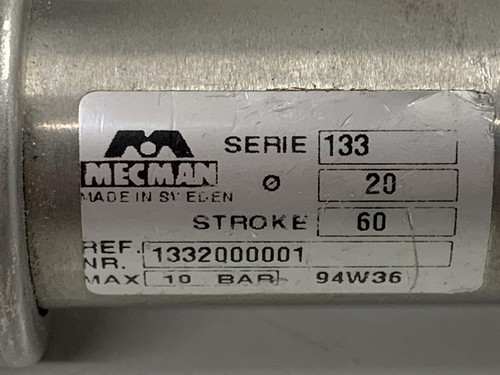 SERIE 133
MECMAN
MADE IN SWEDEN
Ø 20
STROKE 60
REF. NR. 1332000001
MAX 10 BAR 94W36